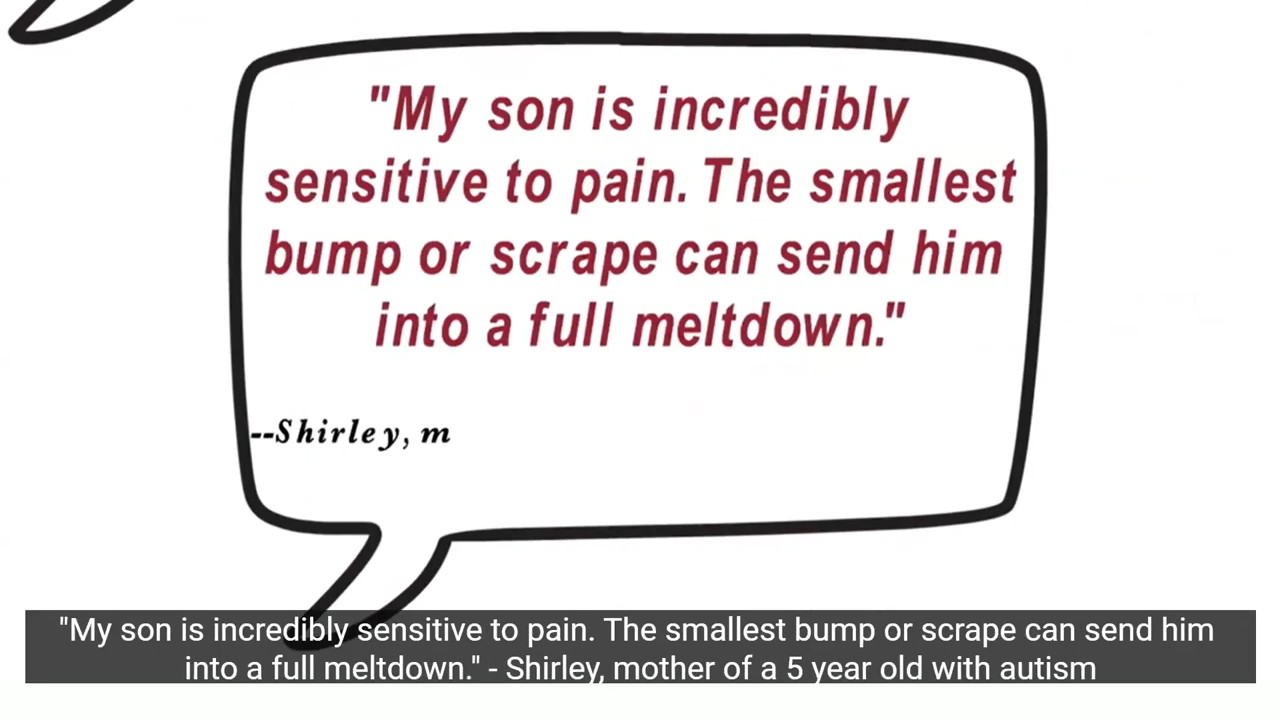 "My son is incredibly
sensitive to pain. The smallest
bump or scrape can send him
into a full meltdown."
--Shirley, m
"My son is incredibly sensitive to pain. The smallest bump or scrape can send him
into a full meltdown." - Shirley, mother of a 5 year old with autism